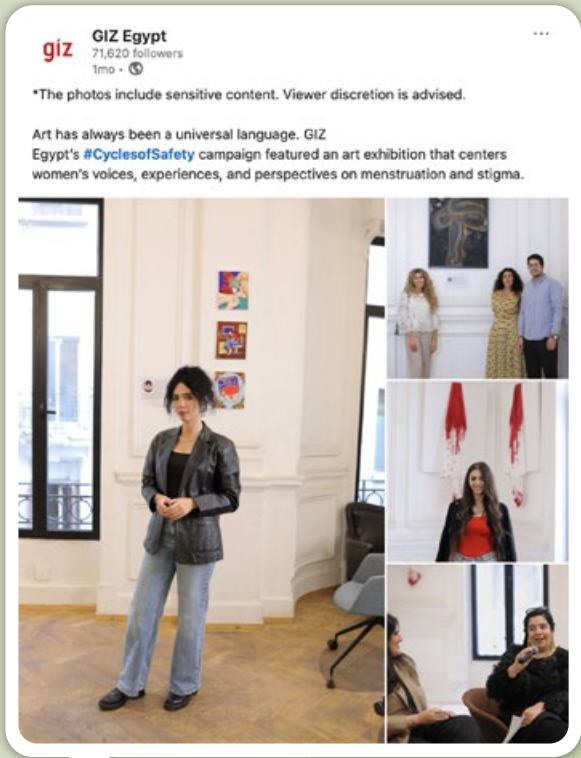 giz
GIZ Egypt
71,620 followers
1mo •
*The photos include sensitive content. Viewer discretion is advised.
Art has always been a universal language. GIZ
Egypt's #CyclesofSafety campaign featured an art exhibition that centers
women's voices, experiences, and perspectives on menstruation and stigma.